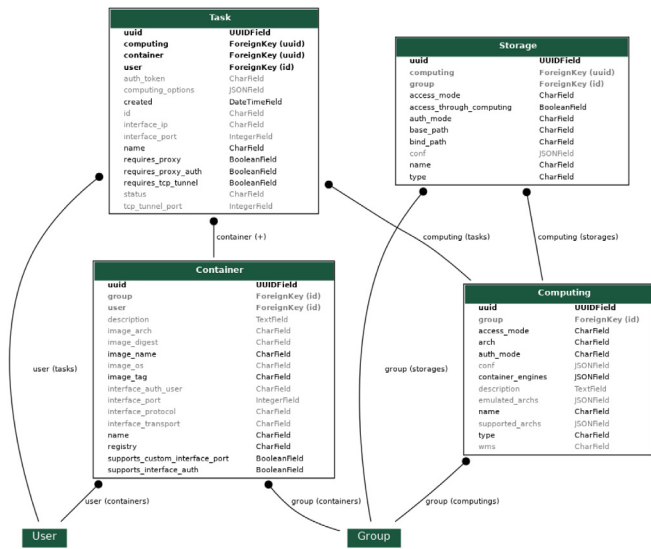 Task
uuid UUIDField
computing ForeignKey (uuid)
container ForeignKey (uuid)
user ForeignKey (id)
auth_token CharField
computing_options JSONField
created DateTimeField
id CharField
interface_ip CharField
interface_port IntegerField
name CharField
requires_proxy BooleanField
requires_proxy_auth BooleanField
requires_tcp_tunnel BooleanField
status CharField
tcp_tunnel_port IntegerField
Storage
uuid UUIDField
computing ForeignKey (uuid)
group ForeignKey (id)
access_mode CharField
access_through_computing BooleanField
auth_mode CharField
base_path CharField
bind_path CharField
conf JSONField
name CharField
type CharField
container (+)
computing (tasks)
computing (storages)
Container
uuid UUIDField
group ForeignKey (id)
user ForeignKey (id)
description TextField
image_arch CharField
image_digest CharField
image_name CharField
image_os CharField
image_tag CharField
interface_auth_user CharField
interface_port IntegerField
interface_protocol CharField
interface_transport CharField
name CharField
registry CharField
supports_custom_interface_port BooleanField
supports_interface_auth BooleanField
Computing
uuid UUIDField
group ForeignKey (id)
access_mode CharField
arch CharField
auth_mode CharField
conf JSONField
container_engines JSONField
description TextField
emulated_archs JSONField
name CharField
supported_archs JSONField
type CharField
wms CharField
user (tasks)
group (storages)
user (containers)
group (containers)
group (computings)
User
Group